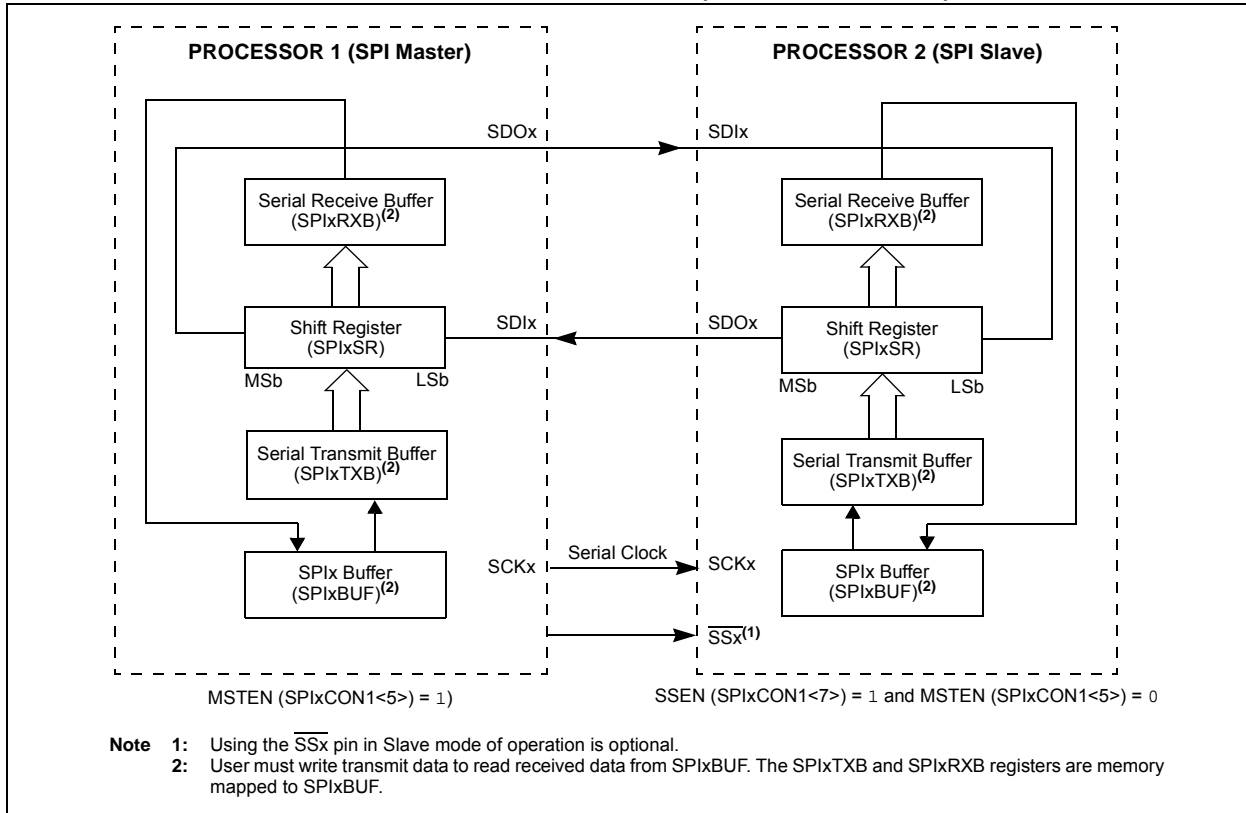 PROCESSOR 1 (SPI Master)
SDOx
Serial Receive Buffer
(SPIxRXB)(2)
SDIx
Shift Register
(SPIxSR)
MSb
LSb
Serial Transmit Buffer
(SPIxTXB)(2)
SPIx Buffer
(SPIxBUF)(2)
SCKx
Serial Clock
PROCESSOR 2 (SPI Slave)
SDIx
Serial Receive Buffer
(SPIxRXB)(2)
SDOx
Shift Register
(SPIxSR)
MSb
LSb
Serial Transmit Buffer
(SPIxTXB)(2)
SCKx
SPIx Buffer
(SPIxBUF)(2)
SSx(1)
MSTEN (SPIxCON1<5>) = 1)
SSEN (SPIxCON1<7>) = 1 and MSTEN (SPIxCON1<5>) = 0
Note 1: Using the SSx pin in Slave mode of operation is optional.
2: User must write transmit data to read received data from SPIxBUF. The SPIxTXB and SPIxRXB registers are memory
mapped to SPIxBUF.